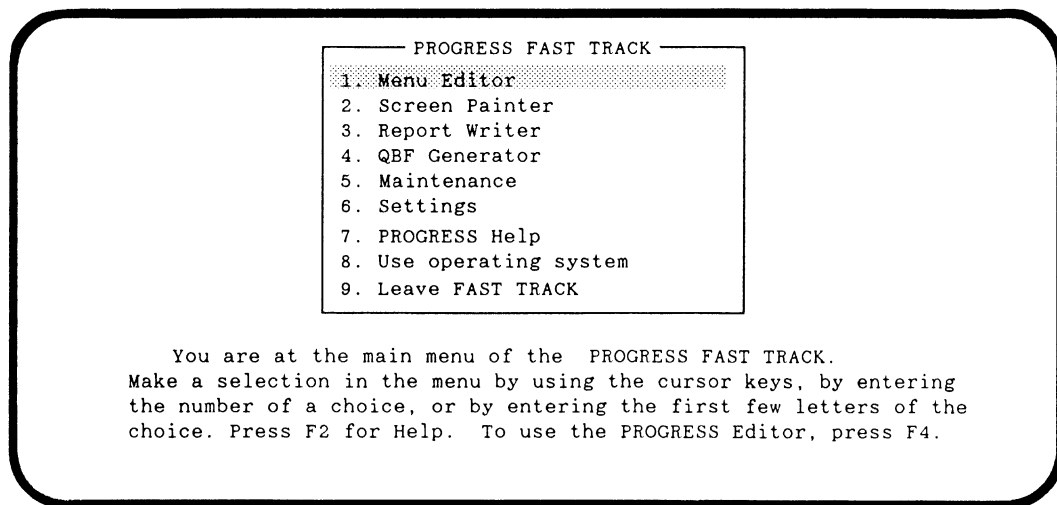 PROGRESS FAST TRACK
1. Menu Editor
2. Screen Painter
3. Report Writer
4. QBF Generator
5. Maintenance
6. Settings
7. PROGRESS Help
8. Use operating system
9. Leave FAST TRACK
You are at the main menu of the PROGRESS FAST TRACK.
Make a selection in the menu by using the cursor keys, by entering
the number of a choice, or by entering the first few letters of the
choice. Press F2 for Help. To use the PROGRESS Editor, press F4.